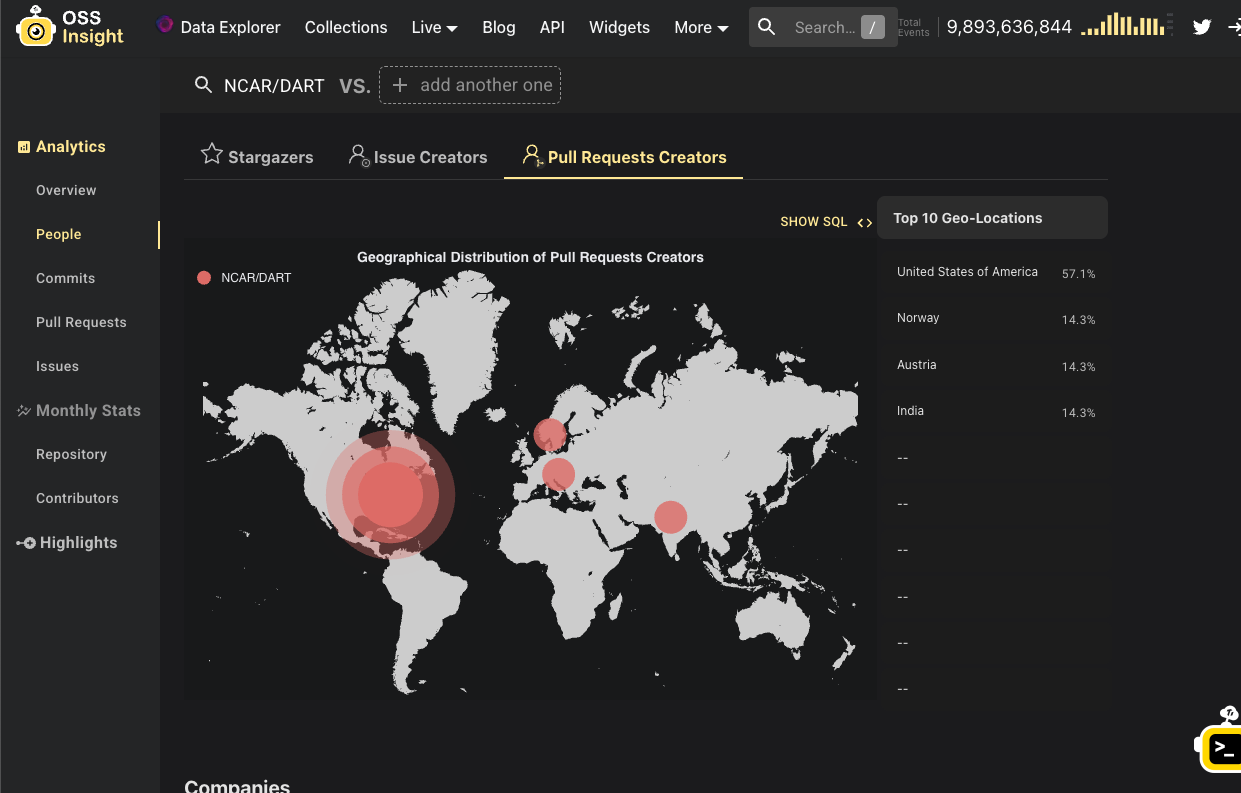 OSS
Insight
Data Explorer
Collections
Live
Blog
API
Widgets
More
Search...
/
Total
Events
9,893,636,844
NCAR/DART
VS.
+ add another one
Analytics
Overview
People
Commits
Pull Requests
Issues
Monthly Stats
Repository
Contributors
Highlights
Stargazers
Issue Creators
Pull Requests Creators
SHOW SQL <>
Geographical Distribution of Pull Requests Creators
NCAR/DART
Top 10 Geo-Locations
United States of America 57.1%
Norway 14.3%
Austria 14.3%
India 14.3%
--
--
--
--
--
--
>_
Companies